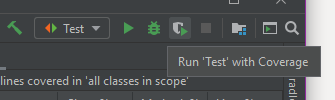 Test
Run 'Test' with Coverage
lines covered in 'all classes in scope'